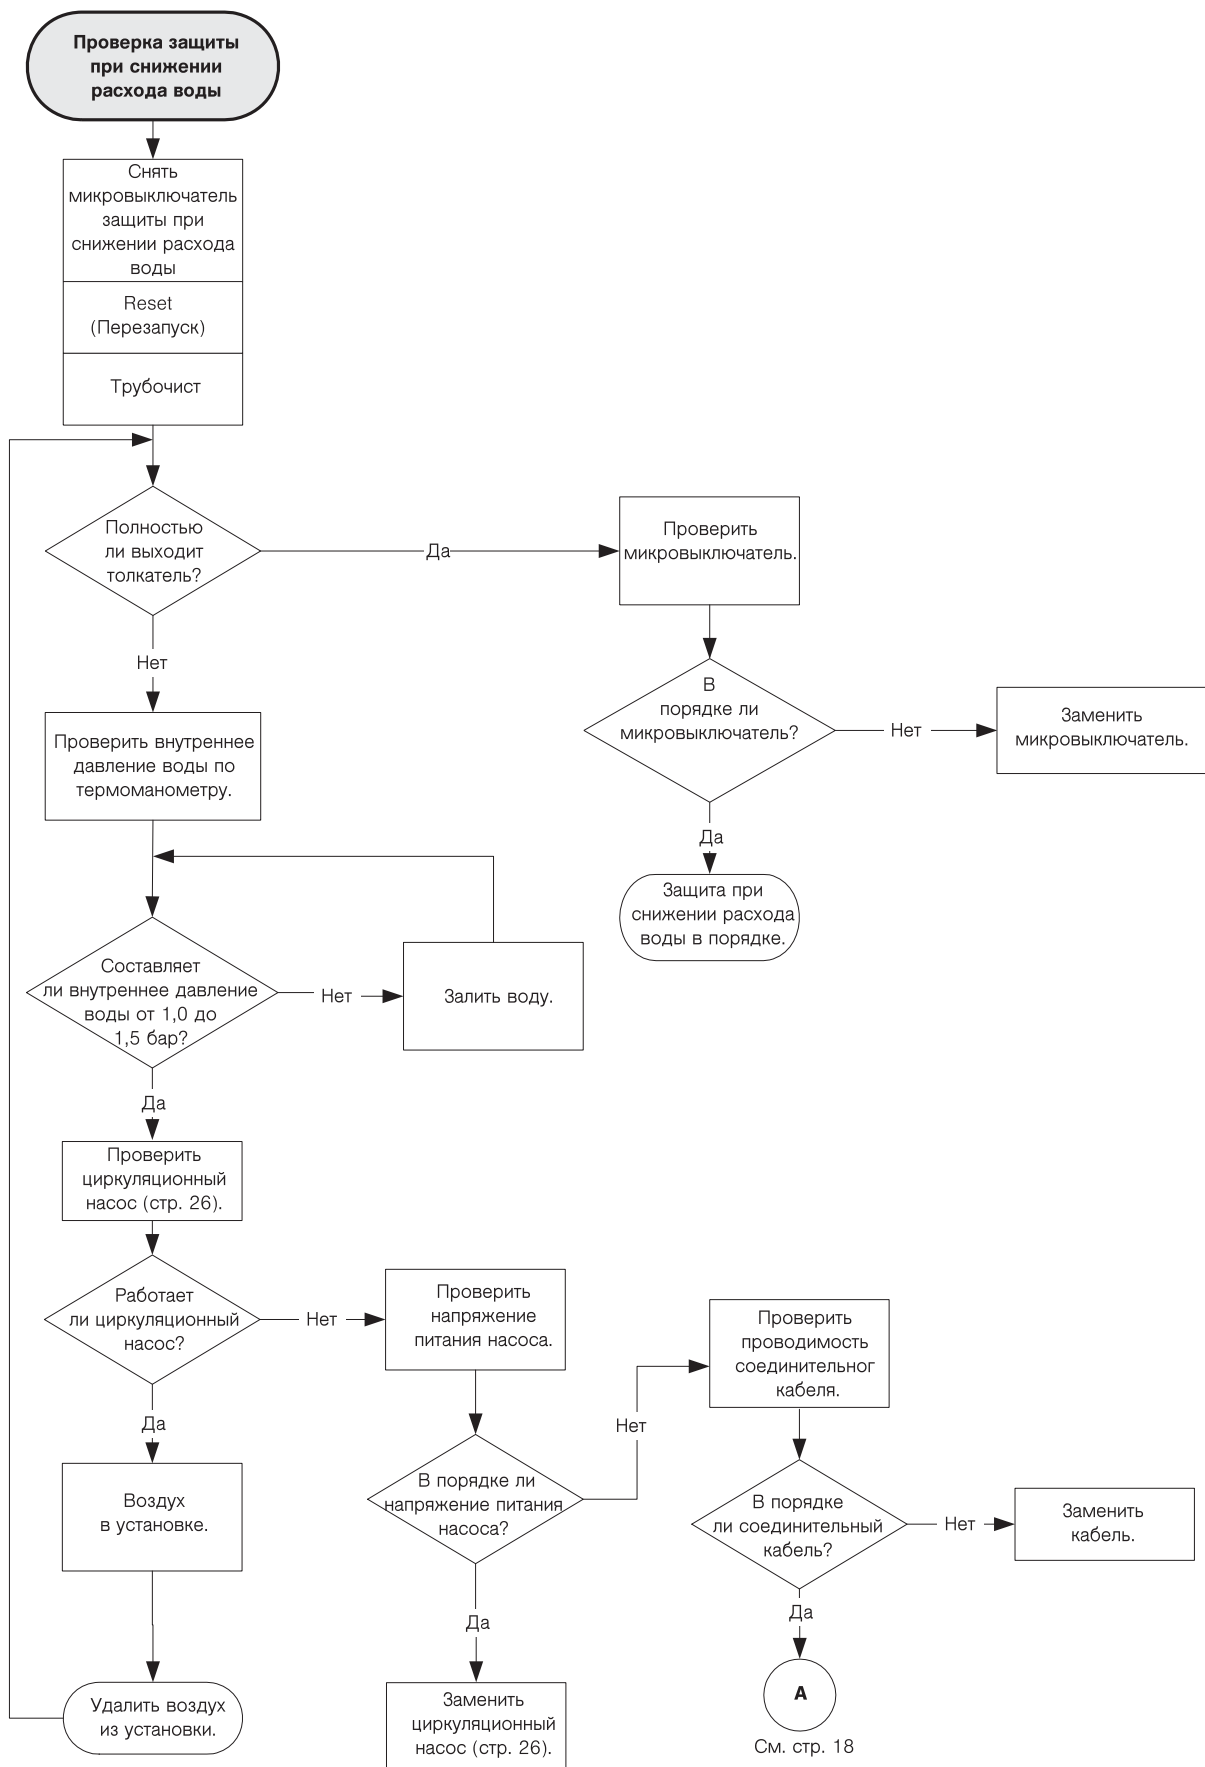 Проверка защиты
при снижении
расхода воды
Снять
микровыключатель
защиты при
снижении расхода
воды
Reset
(Перезапуск)
Трубочист
Полностью
ли выходит
толкатель?
Да
Проверить
микровыключатель.
Нет
В
порядке ли
микровыключатель?
Нет
Заменить
микровыключатель.
Проверить внутреннее
давление воды по
термоманометру.
Да
Защита при
снижении расхода
воды в порядке.
Составляет
ли внутреннее давление
воды от 1,0 до
1,5 бар?
Нет
Залить воду.
Да
Проверить
циркуляционный
насос (стр. 26).
Работает
ли циркуляционный
насос?
Нет
Проверить
напряжение
питания насоса.
Проверить
проводимость
соединительног
кабеля.
Да
Нет
Воздух
в установке.
В порядке ли
напряжение питания
насоса?
В порядке
ли соединительный
кабель?
Нет
Заменить
кабель.
Да
Да
Удалить воздух
из установки.
Заменить
циркуляционный
насос (стр. 26).
A
См. стр. 18